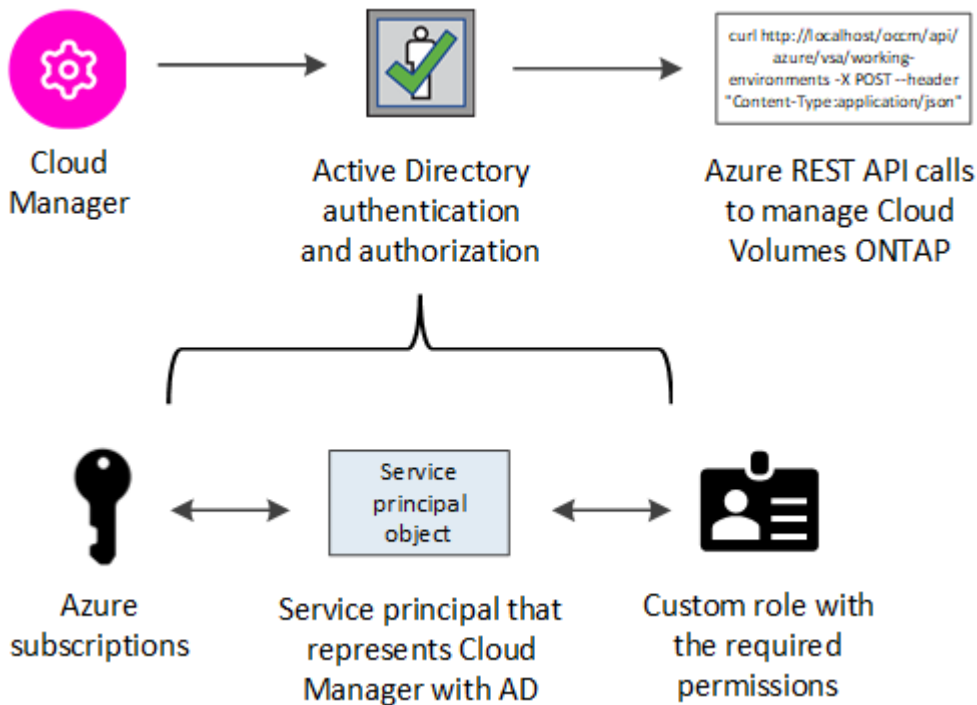 curl http://localhost/occm/api/
azure/vsa/working-
environments -X POST --header
"Content-Type:application/json"
Cloud
Manager
Active Directory
authentication
and authorization
Azure REST API calls
to manage Cloud
Volumes ONTAP
Service
principal
object
Azure
subscriptions
Service principal that
represents Cloud
Manager with AD
Custom role with
the required
permissions